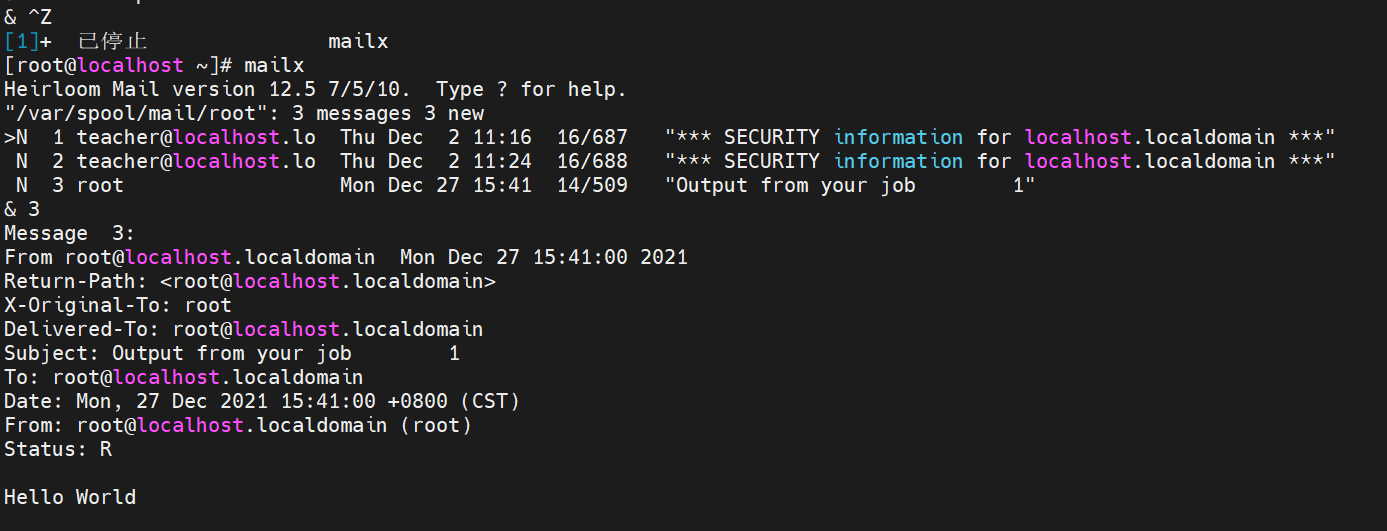 & ^Z
[1]+  已停止               mailx
[root@localhost ~]# mailx
Heirloom Mail version 12.5 7/5/10.  Type ? for help.
"/var/spool/mail/root": 3 messages 3 new
>N  1 teacher@localhost.lo  Thu Dec  2 11:16  16/687   "*** SECURITY information for localhost.localdomain ***"
 N  2 teacher@localhost.lo  Thu Dec  2 11:24  16/688   "*** SECURITY information for localhost.localdomain ***"
 N  3 root                  Mon Dec 27 15:41  14/509   "Output from your job        1"
& 3
Message  3:
From root@localhost.localdomain  Mon Dec 27 15:41:00 2021
Return-Path: <root@localhost.localdomain>
X-Original-To: root
Delivered-To: root@localhost.localdomain
Subject: Output from your job        1
To: root@localhost.localdomain
Date: Mon, 27 Dec 2021 15:41:00 +0800 (CST)
From: root@localhost.localdomain (root)
Status: R

Hello World